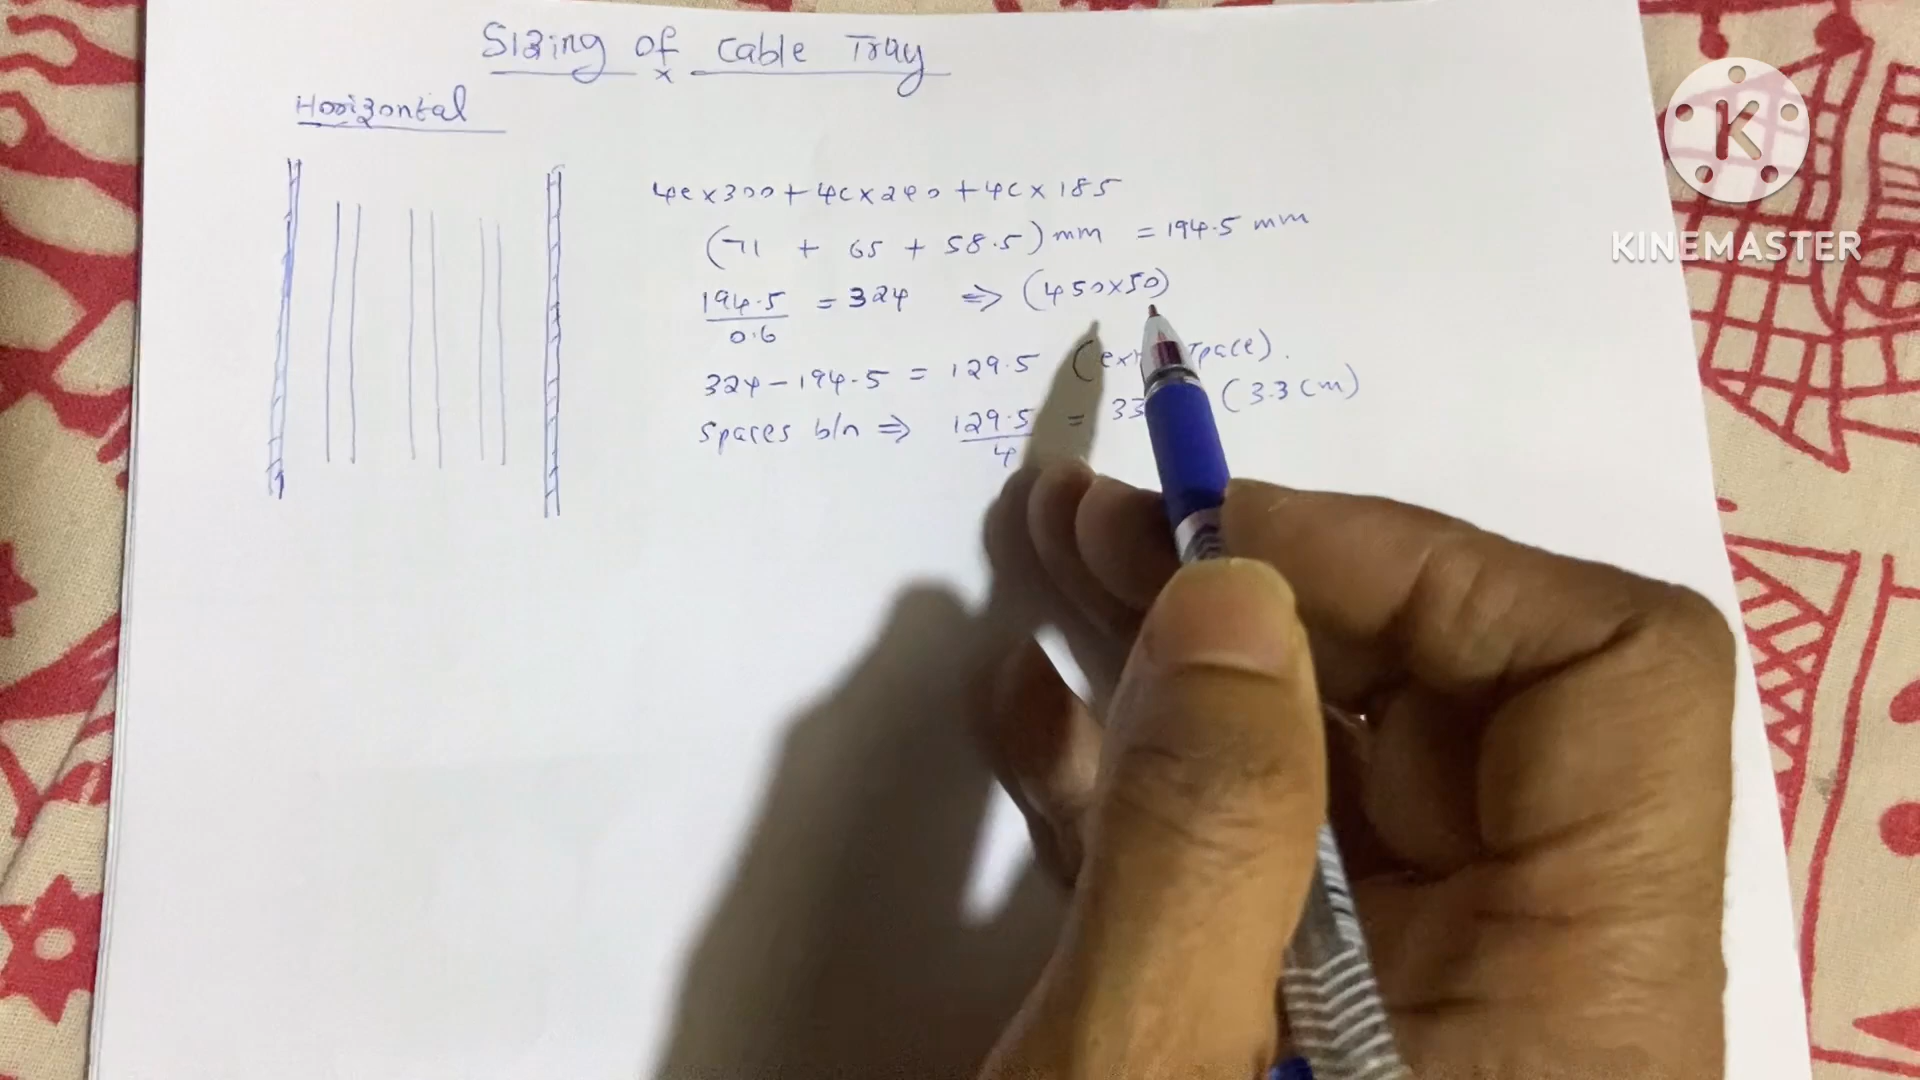 Sizing of Cable Tray
x
Horizontal
4c x 300 + 4c x 240 + 4c x 185
(71 + 65 + 58.5) mm = 194.5 mm
194.5
0.6
= 324 ⇒ (450x50)
324 - 194.5 = 129.5
Spaces b/n ⇒ 129.5
4
= 33 (3.3 cm)
K
KINEMASTER